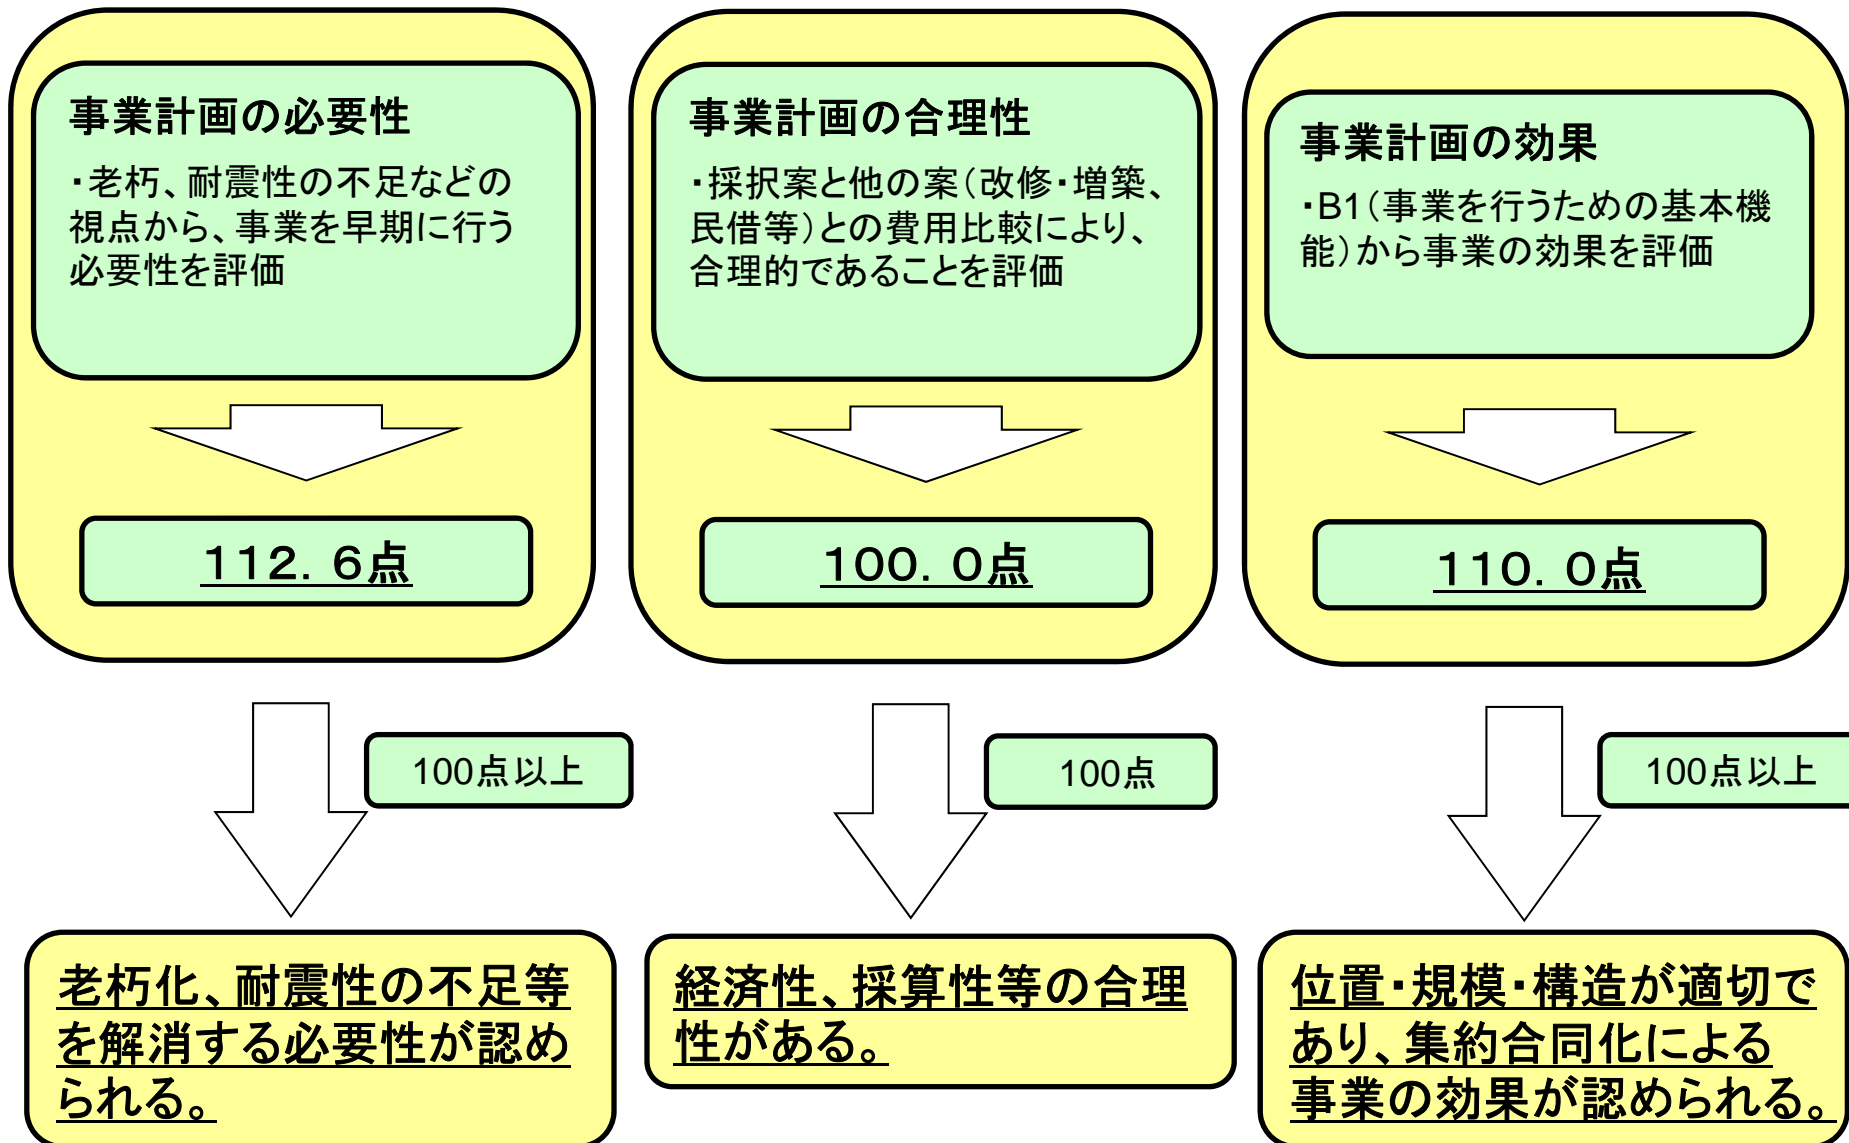 事業計画の必要性
・老朽、耐震性の不足などの
視点から、事業を早期に行う
必要性を評価
112．6点
100点以上
老朽化、耐震性の不足等
を解消する必要性が認め
られる。
事業計画の合理性
・採択案と他の案（改修・増築、
民借等）との費用比較により、
合理的であることを評価
100．0点
100点
経済性、採算性等の合理
性がある。
事業計画の効果
・B1（事業を行うための基本機
能）から事業の効果を評価
110．0点
100点以上
位置・規模・構造が適切で
あり、集約合同化による
事業の効果が認められる。